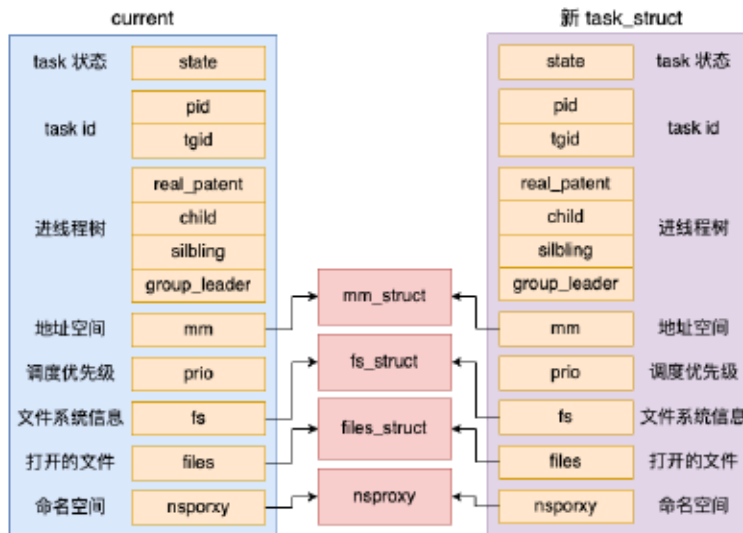 current
新 task_struct
task 状态 state
state task 状态
task id pid
tgid
pid task id
tgid
进线程树 real_patent
child
silbling
group_leader
real_patent 进线程树
child
silbling
group_leader
mm_struct
fs_struct
files_struct
nsproxy
地址空间 mm
mm 地址空间
调度优先级 prio
prio 调度优先级
文件系统信息 fs
fs 文件系统信息
打开的文件 files
files 打开的文件
命名空间 nsporxy
nsporxy 命名空间